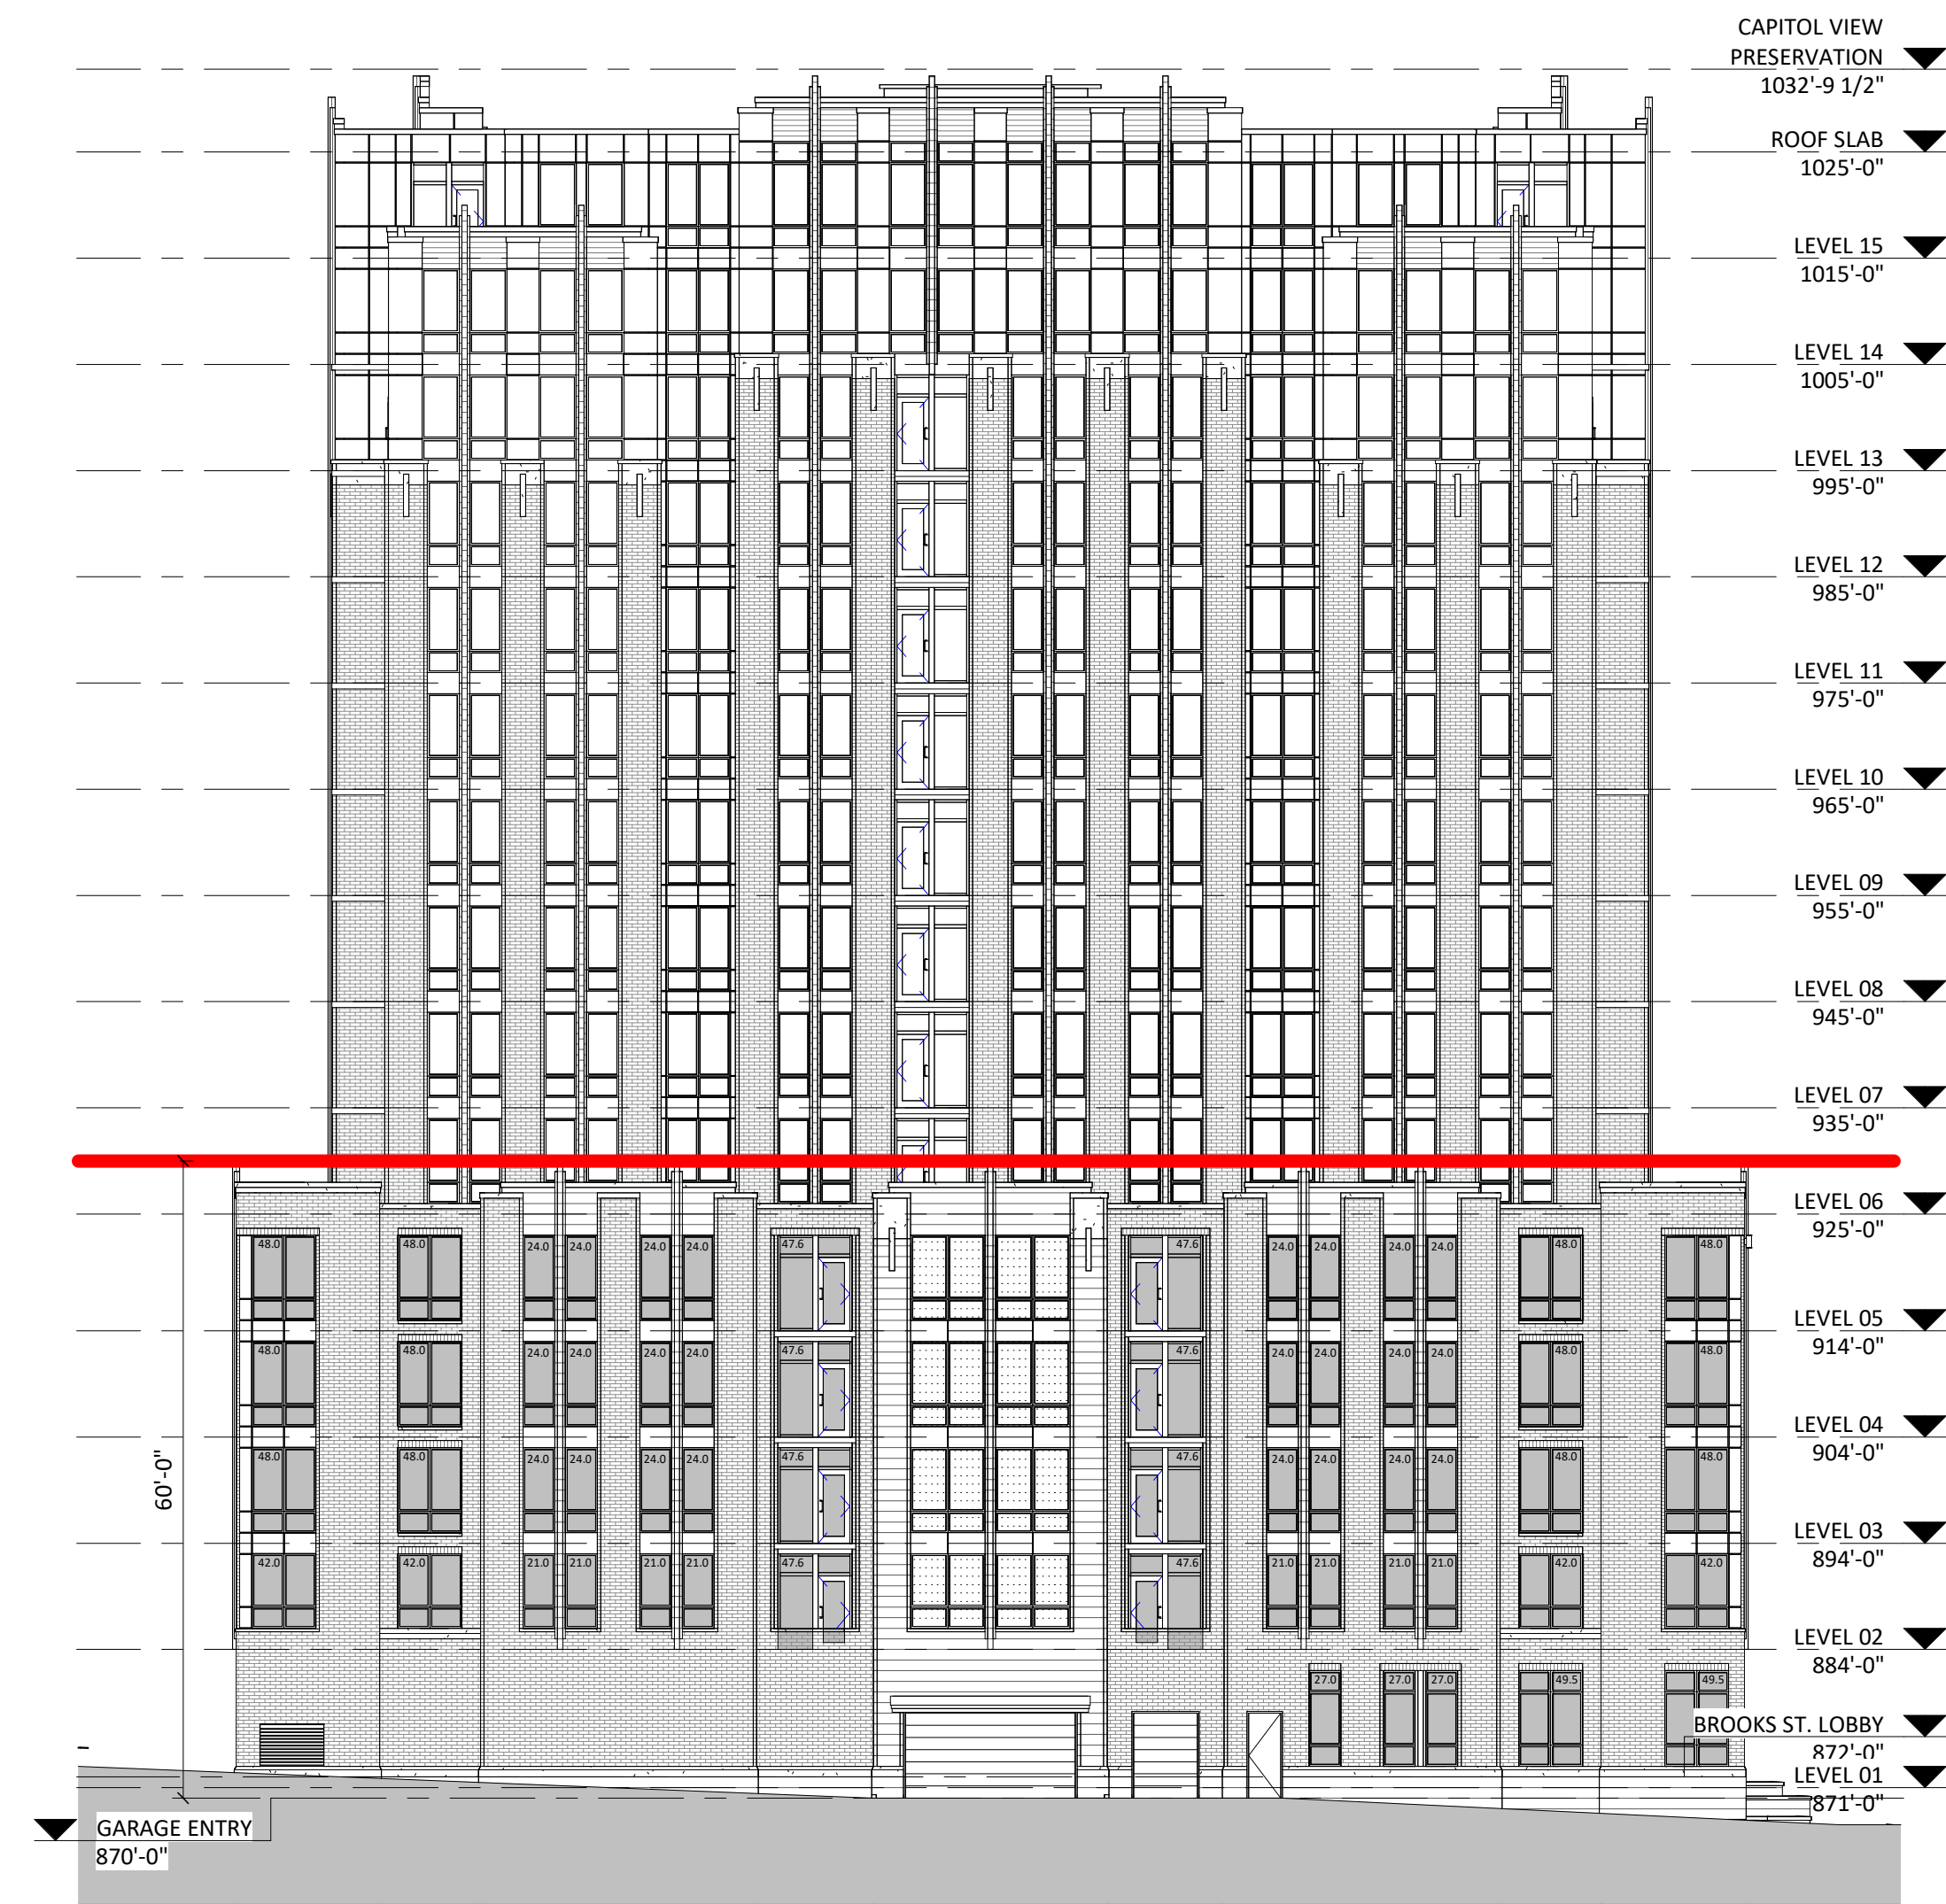 CAPITOL VIEW
PRESERVATION
1032'-9 1/2"
ROOF SLAB
1025'-0"
LEVEL 15
1015'-0"
LEVEL 14
1005'-0"
LEVEL 13
995'-0"
LEVEL 12
985'-0"
LEVEL 11
975'-0"
LEVEL 10
965'-0"
LEVEL 09
955'-0"
LEVEL 08
945'-0"
LEVEL 07
935'-0"
LEVEL 06
925'-0"
48.0 48.0 24.0 24.0 24.0 24.0 47.6 47.6 24.0 24.0 24.0 24.0 48.0 48.0
LEVEL 05
914'-0"
48.0 48.0 24.0 24.0 24.0 24.0 47.6 47.6 24.0 24.0 24.0 24.0 48.0 48.0
LEVEL 04
904'-0"
48.0 48.0 24.0 24.0 24.0 24.0 47.6 47.6 24.0 24.0 24.0 24.0 48.0 48.0
60'-0"
LEVEL 03
894'-0"
42.0 42.0 21.0 21.0 21.0 21.0 47.6 47.6 21.0 21.0 21.0 21.0 42.0 42.0
LEVEL 02
884'-0"
27.0 27.0 27.0 49.5 49.5
BROOKS ST. LOBBY
872'-0"
LEVEL 01
871'-0"
GARAGE ENTRY
870'-0"